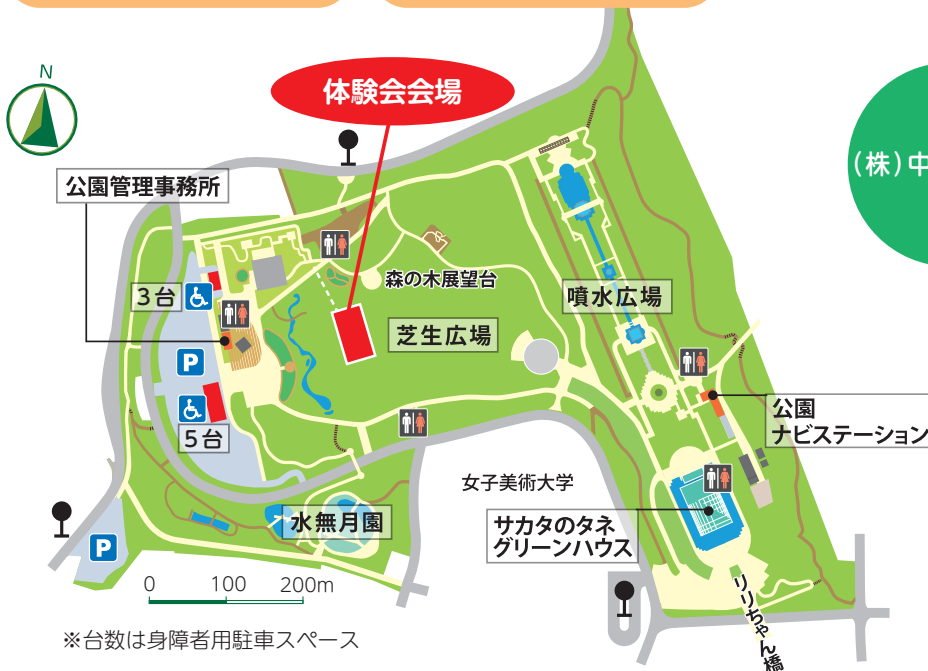 N
体験会会場
(株)中
公園管理事務所
3台
P
5台
森の木展望台
芝生広場
噴水広場
公園
ナビステーション
女子美術大学
サカタのタネ
グリーンハウス
水無月園
P
リリちゃん橋
0 100 200m
※台数は身障者用駐車スペース